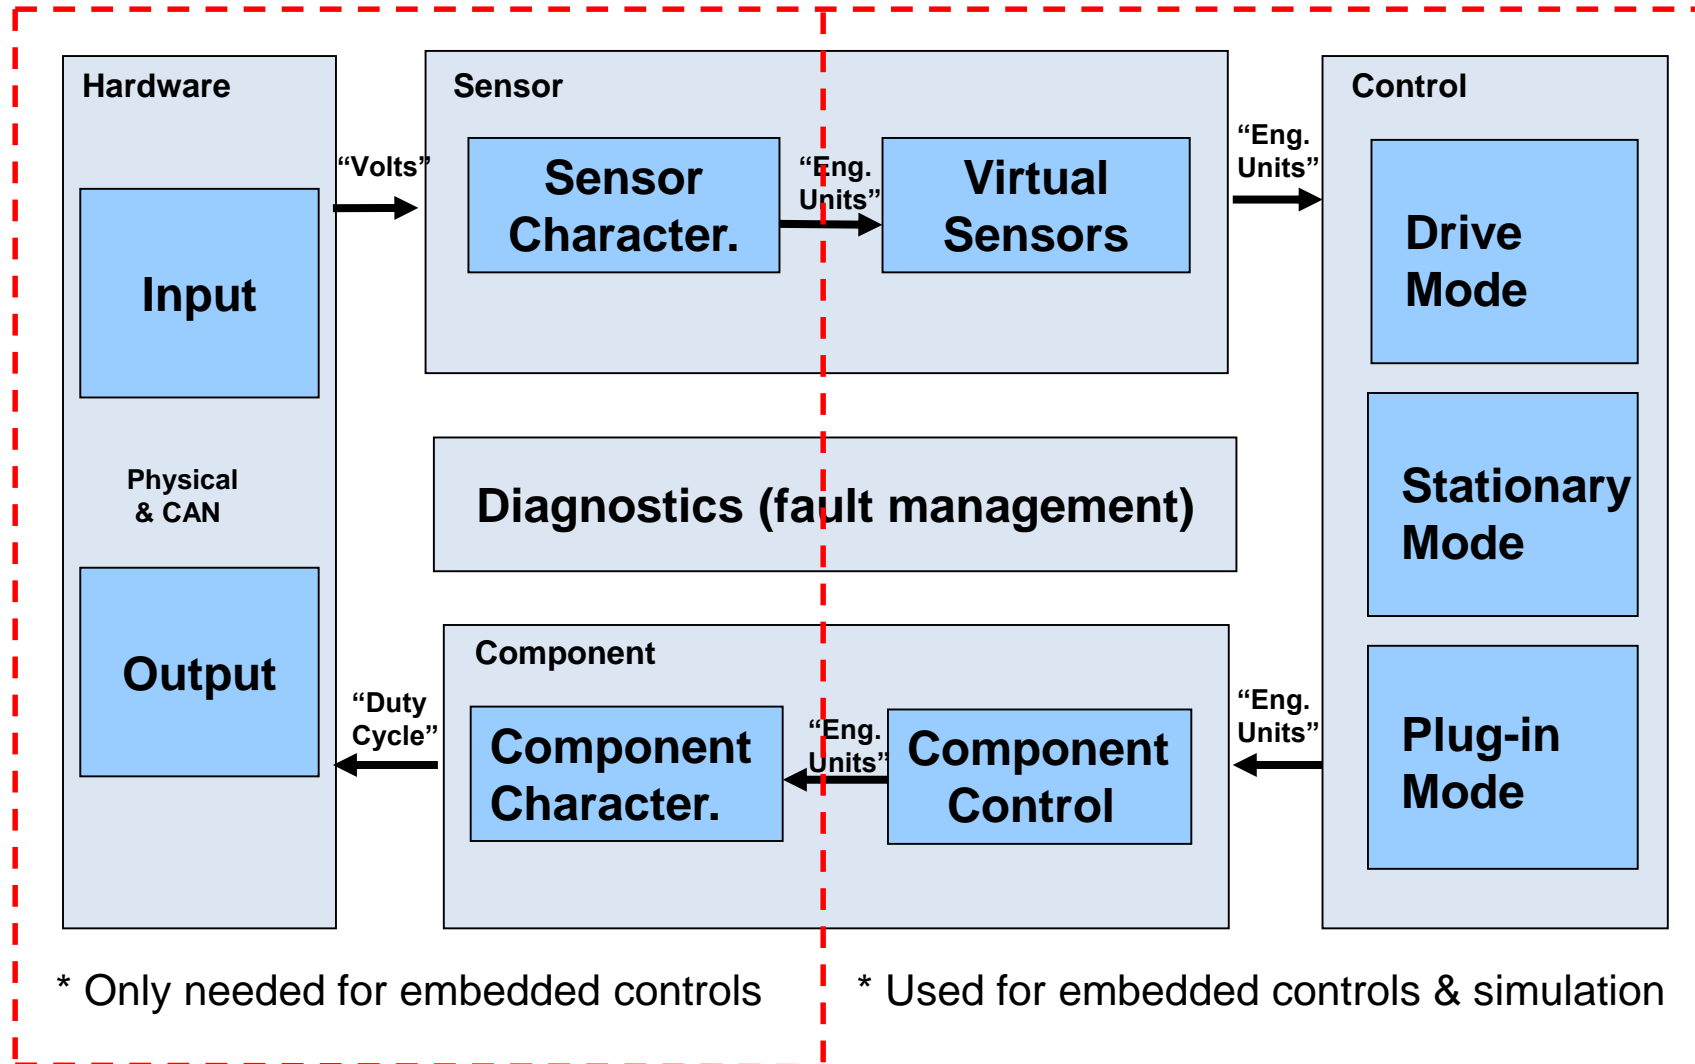 Hardware
Input
Physical
& CAN
Output
“Volts”
Sensor
Sensor
Character.
“Eng.
Units”
Virtual
Sensors
“Eng.
Units”
Control
Drive
Mode
Stationary
Mode
Plug-in
Mode
Diagnostics (fault management)
Component
“Duty
Cycle”
Component
Character.
“Eng.
Units”
Component
Control
“Eng.
Units”
* Only needed for embedded controls
* Used for embedded controls & simulation